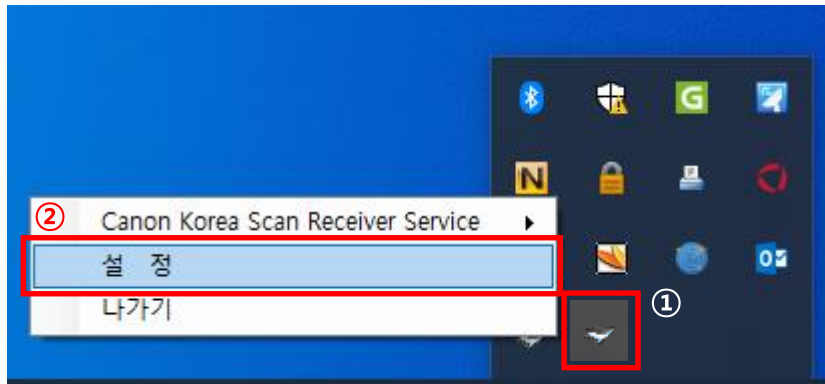 ② Canon Korea Scan Receiver Service
설 정
나가기
①
G
N
O